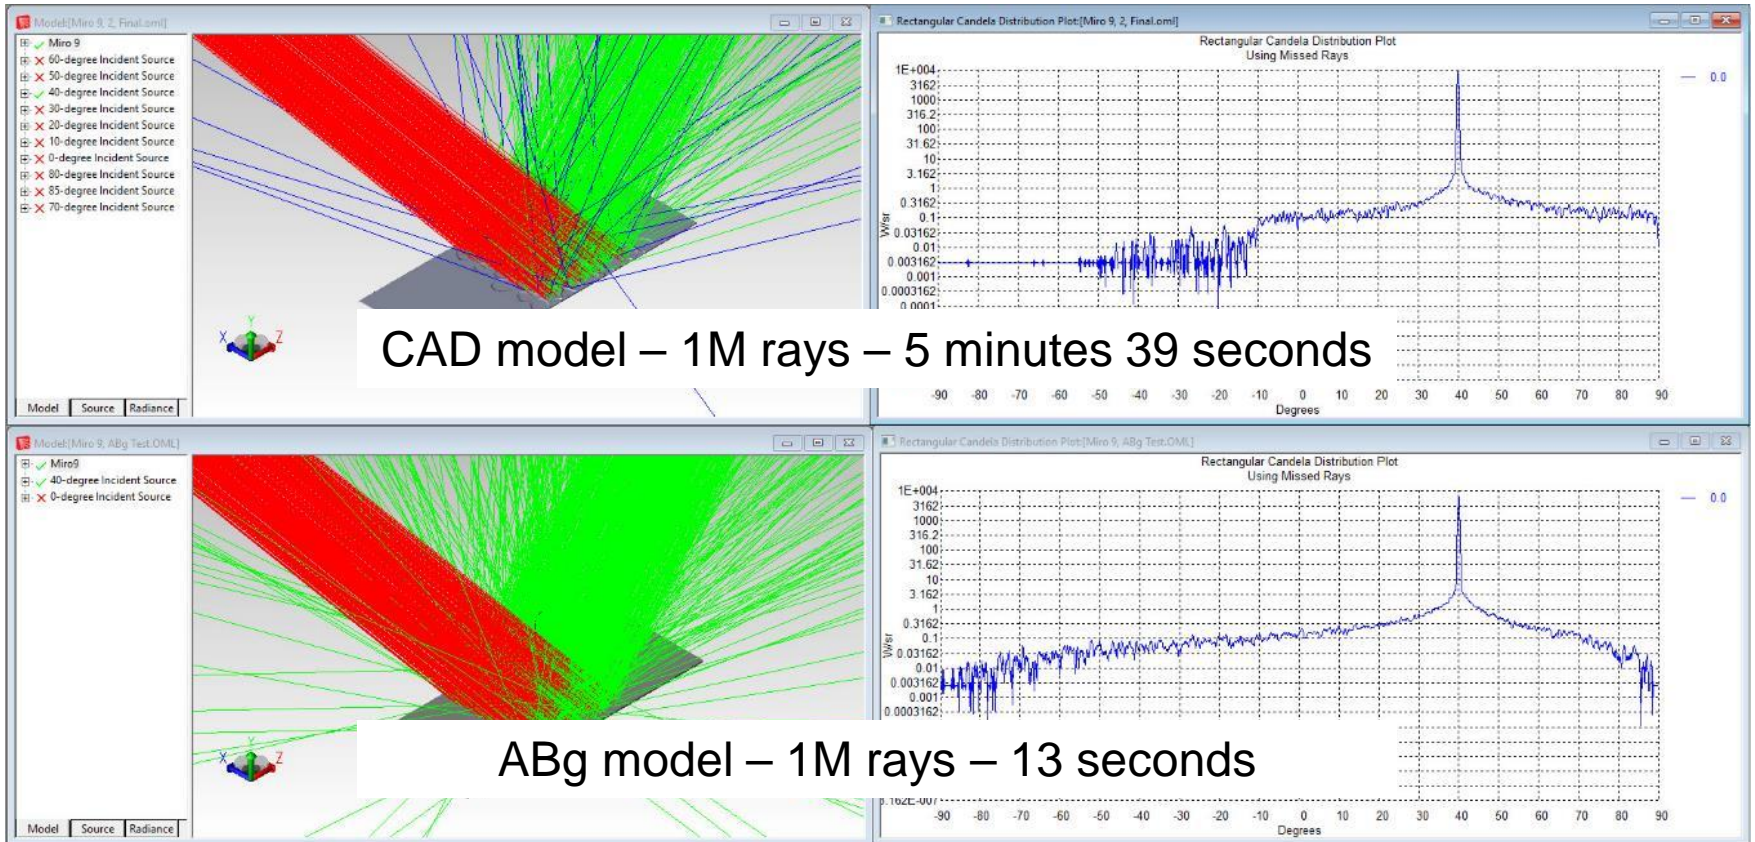 Model:[Miro 9, 2, Final.oml]
Miro 9
60-degree Incident Source
50-degree Incident Source
40-degree Incident Source
30-degree Incident Source
20-degree Incident Source
10-degree Incident Source
0-degree Incident Source
80-degree Incident Source
85-degree Incident Source
70-degree Incident Source
Y
X
Z
Model Source Radiance
Rectangular Candela Distribution Plot:[Miro 9, 2, Final.oml]
Rectangular Candela Distribution Plot
Using Missed Rays
1E+004
3162
1000
316.2
100
31.62
10
3.162
1
0.3162
0.1
0.03162
0.01
0.003162
0.001
0.0003162
0.0001
W/sr
0.0
-90 -80 -70 -60 -50 -40 -30 -20 -10 0 10 20 30 40 50 60 70 80 90
Degrees
CAD model – 1M rays – 5 minutes 39 seconds
Model:[Miro 9, ABg Test.OML]
Miro9
40-degree Incident Source
0-degree Incident Source
Y
X
Z
Model Source Radiance
Rectangular Candela Distribution Plot:[Miro 9, ABg Test.OML]
Rectangular Candela Distribution Plot
Using Missed Rays
1E+004
3162
1000
316.2
100
31.62
10
3.162
1
0.3162
0.1
0.03162
0.01
0.003162
0.001
0.0003162
W/sr
0.0
-90 -80 -70 -60 -50 -40 -30 -20 -10 0 10 20 30 40 50 60 70 80 90
Degrees
ABg model – 1M rays – 13 seconds